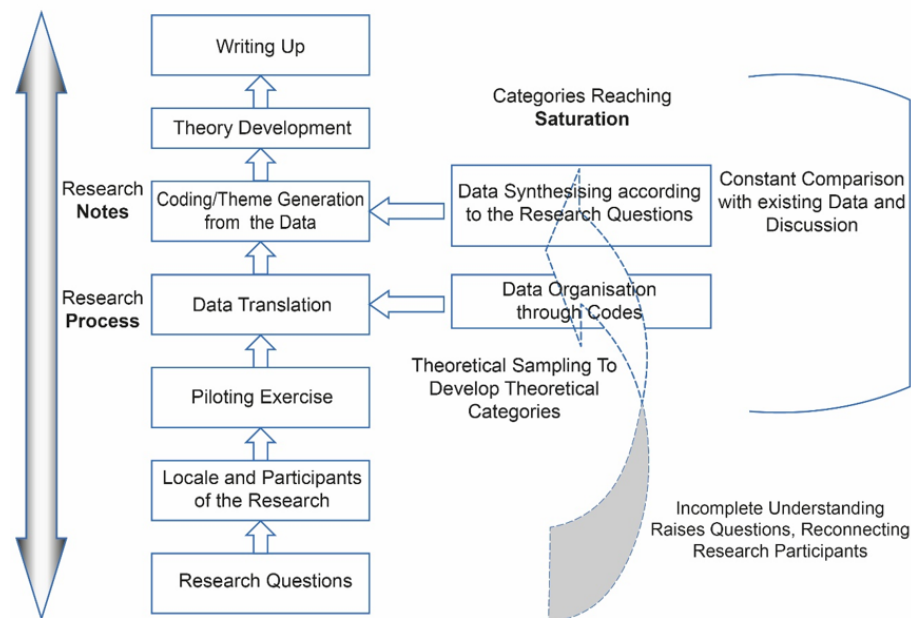 Writing Up
Theory Development
Coding/Theme Generation
from the Data
Data Translation
Piloting Exercise
Locale and Participants
of the Research
Research Questions
Research
Notes
Research
Process
Categories Reaching
Saturation
Data Synthesising according
to the Research Questions
Data Organisation
through Codes
Theoretical Sampling To
Develop Theoretical
Categories
Constant Comparison
with existing Data and
Discussion
Incomplete Understanding
Raises Questions, Reconnecting
Research Participants